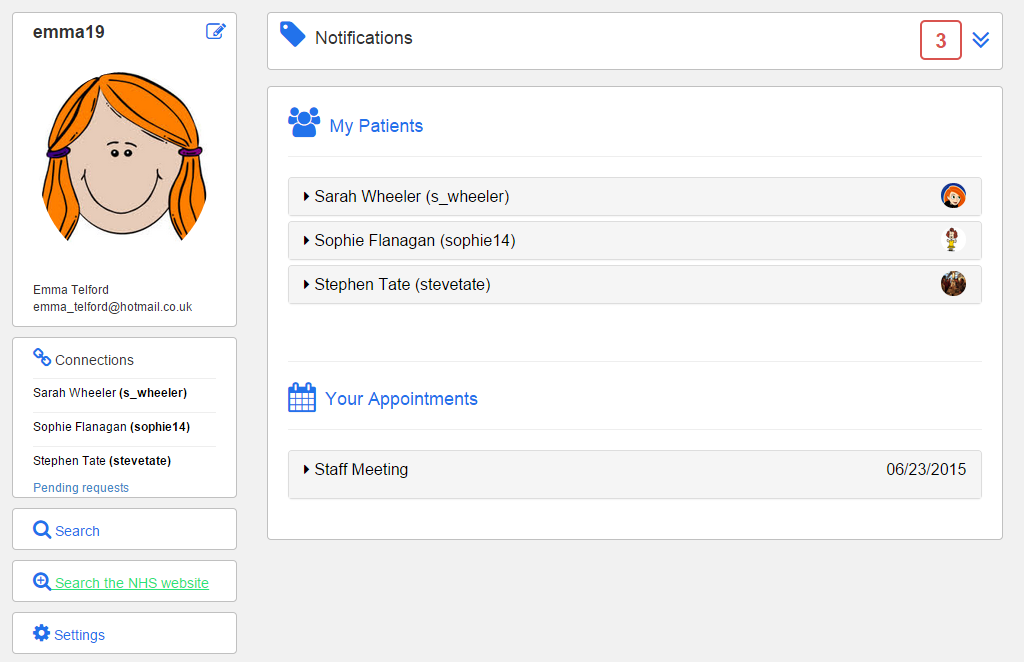 emma19
Emma Telford
emma_telford@hotmail.co.uk
Connections
Sarah Wheeler (s_wheeler)
Sophie Flanagan (sophie14)
Stephen Tate (stevetate)
Pending requests
Search
Search the NHS website
Settings
Notifications 3
My Patients
Sarah Wheeler (s_wheeler)
Sophie Flanagan (sophie14)
Stephen Tate (stevetate)
Your Appointments
Staff Meeting 06/23/2015